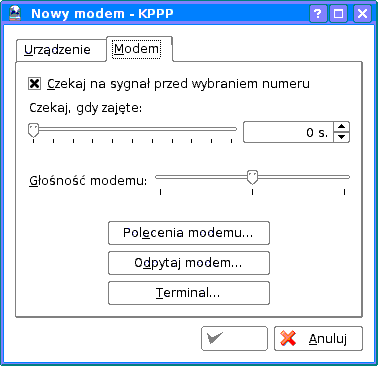 Nowy modem - KPPP
Urządzenie Modem
Czekaj na sygnał przed wybraniem numeru
Czekaj, gdy zajęte:
0 s.
Głośność modemu:
Polecenia modemu...
Odpytaj modem...
Terminal...
Anuluj